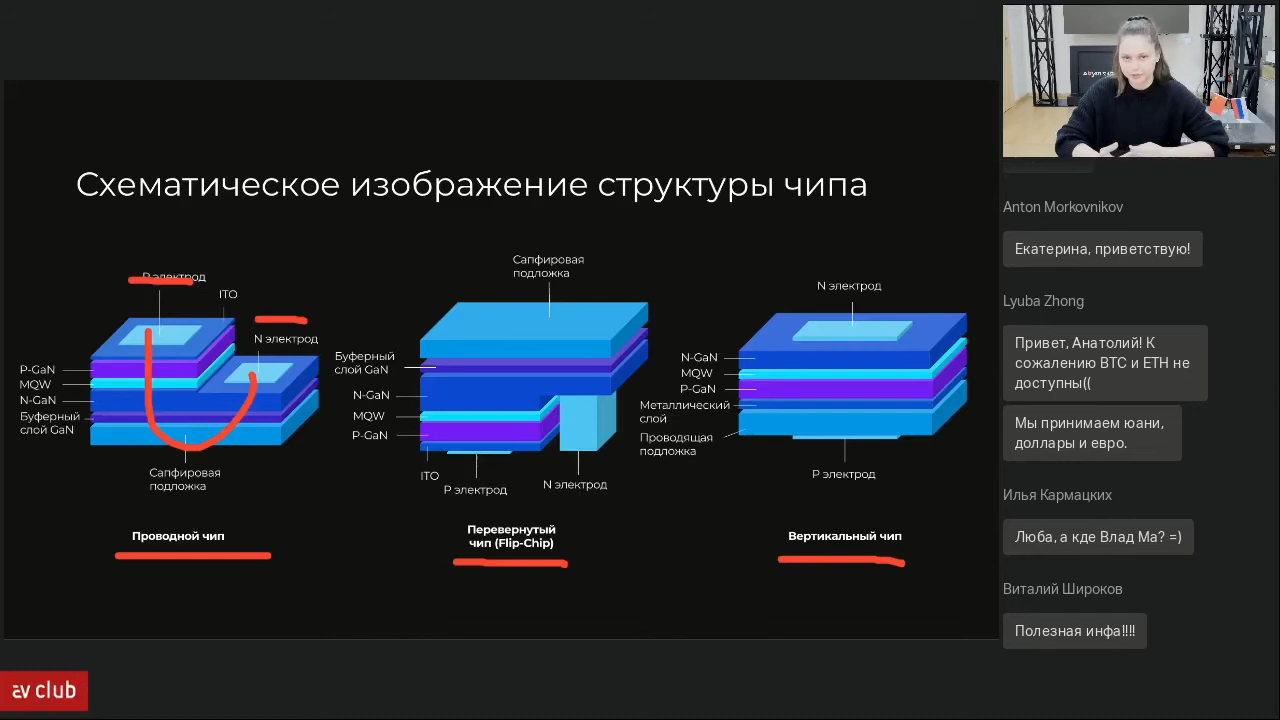 Схематическое изображение структуры чипа
P электрод
ITO
N электрод
P-GaN
MQW
N-GaN
Буферный
слой GaN
Сапфировая
подложка
Проводной чип
Сапфировая
подложка
Буферный
слой GaN
N-GaN
MQW
P-GaN
ITO
P электрод
N электрод
Перевернутый
чип (Flip-Chip)
N электрод
N-GaN
MQW
P-GaN
Металлический
слой
Проводящая
подложка
P электрод
Вертикальный чип
av club
Anton Morkovnikov
Екатерина, приветствую!
Lyuba Zhong
Привет, Анатолий! К
сожалению BTC и ETH не
доступны((
Мы принимаем юани,
доллары и евро.
Илья Кармацких
Люба, а кде Влад Ма? =)
Виталий Широков
Полезная инфа!!!!